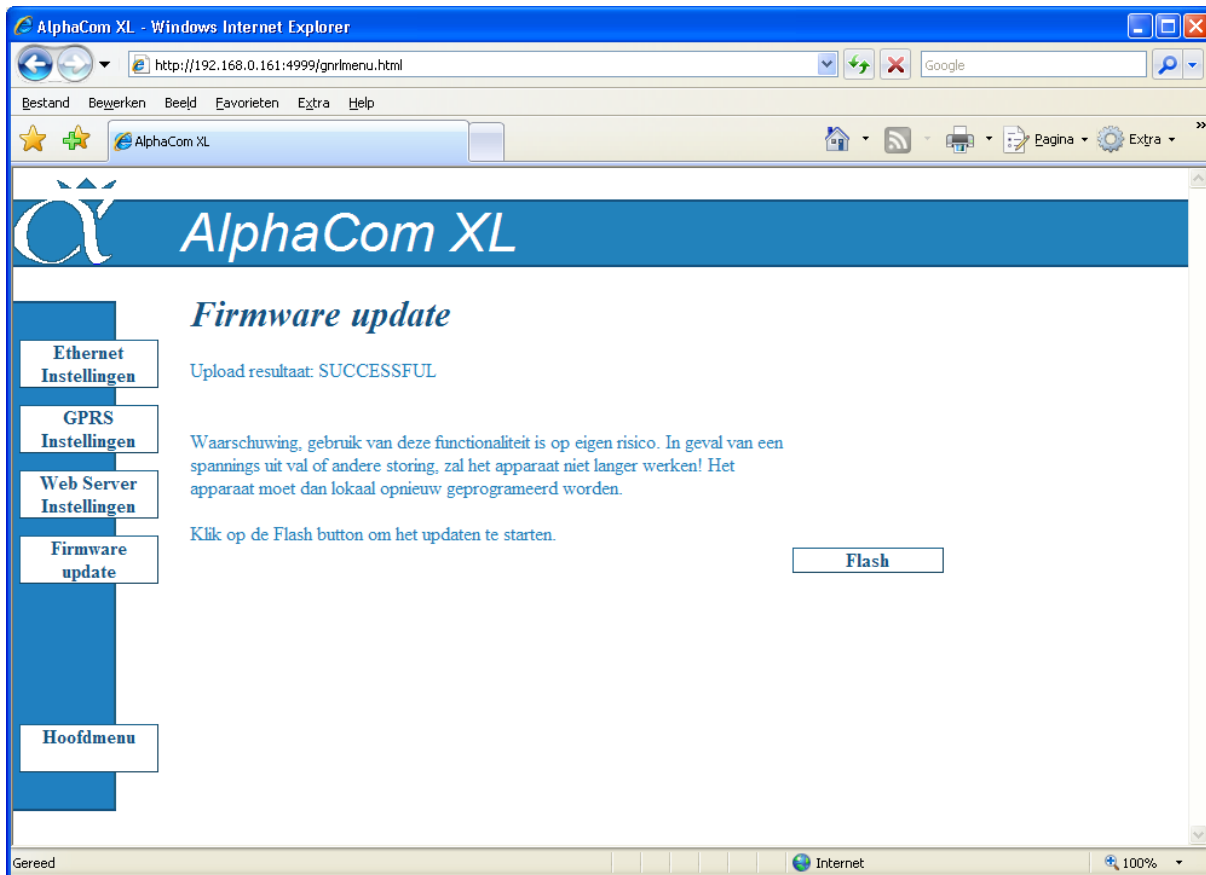 AlphaCom XL - Windows Internet Explorer
http://192.168.0.161:4999/gnrlmenu.html
Google
Bestand Bewerken Beeld Favorieten Extra Help
AlphaCom XL
Pagina
Extra
»
AlphaCom XL
Firmware update
Ethernet
Instellingen
GPRS
Instellingen
Web Server
Instellingen
Firmware
update
Hoofdmenu
Upload resultaat: SUCCESSFUL
Waarschuwing, gebruik van deze functionaliteit is op eigen risico. In geval van een
spannings uit val of andere storing, zal het apparaat niet langer werken! Het
apparaat moet dan lokaal opnieuw geprogrameerd worden.
Klik op de Flash button om het updaten te starten.
Flash
Gereed
Internet
100%